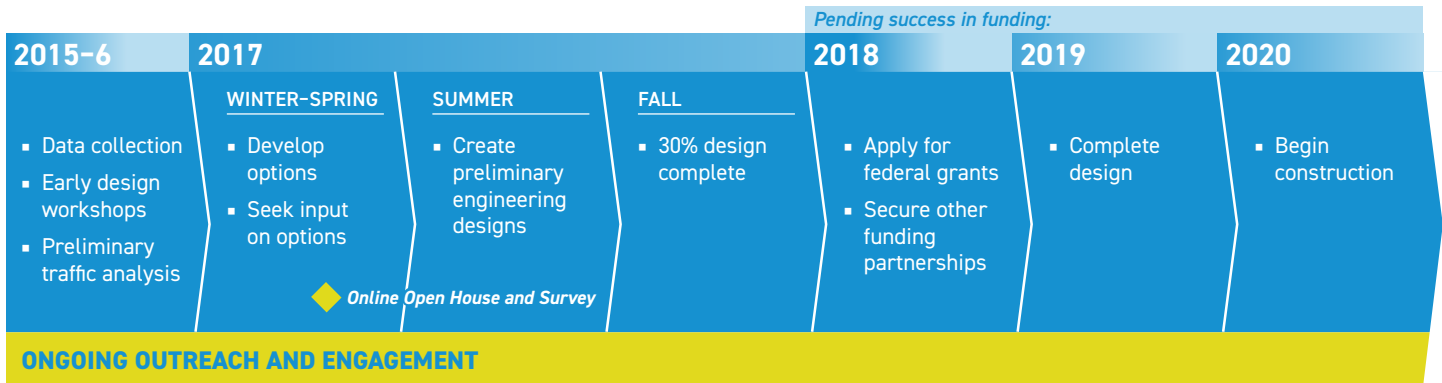 Pending success in funding:
2015–6
2017
2018
2019
2020
WINTER–SPRING
SUMMER
FALL
▪ Data collection
▪ Early design
workshops
▪ Preliminary
traffic analysis
▪ Develop
options
▪ Seek input
on options
▪ Create
preliminary
engineering
designs
▪ 30% design
complete
▪ Apply for
federal grants
▪ Secure other
funding
partnerships
▪ Complete
design
▪ Begin
construction
Online Open House and Survey
ONGOING OUTREACH AND ENGAGEMENT